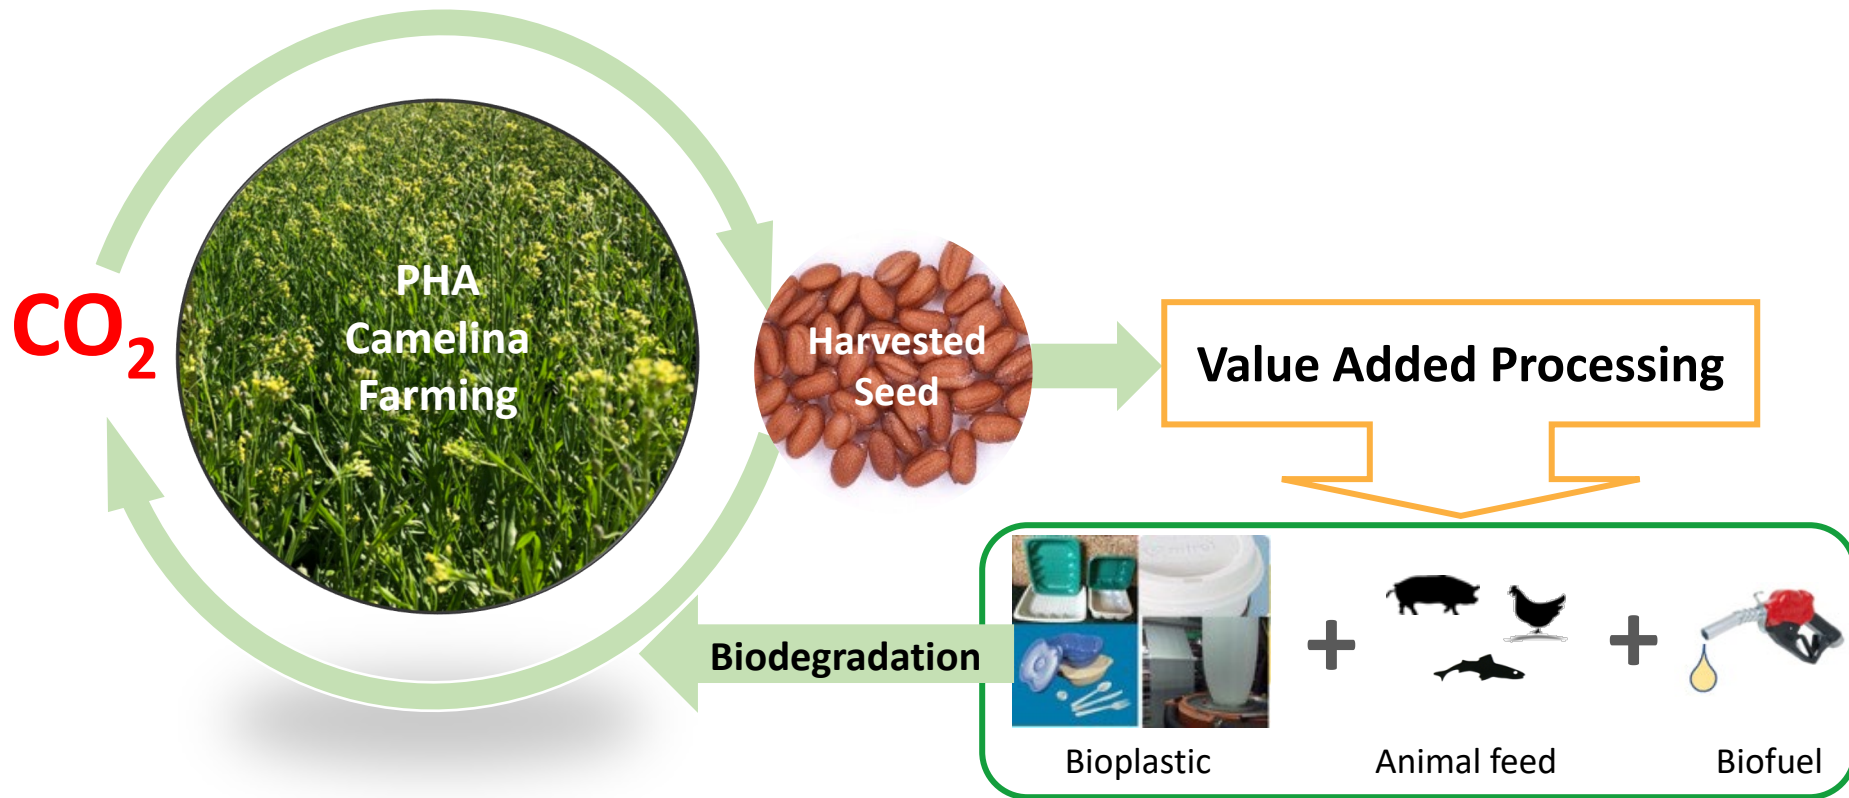 PHA
Camelina
Farming
CO₂
Harvested
Seed
Value Added Processing
Biodegradation
+
+
Bioplastic
Animal feed
Biofuel